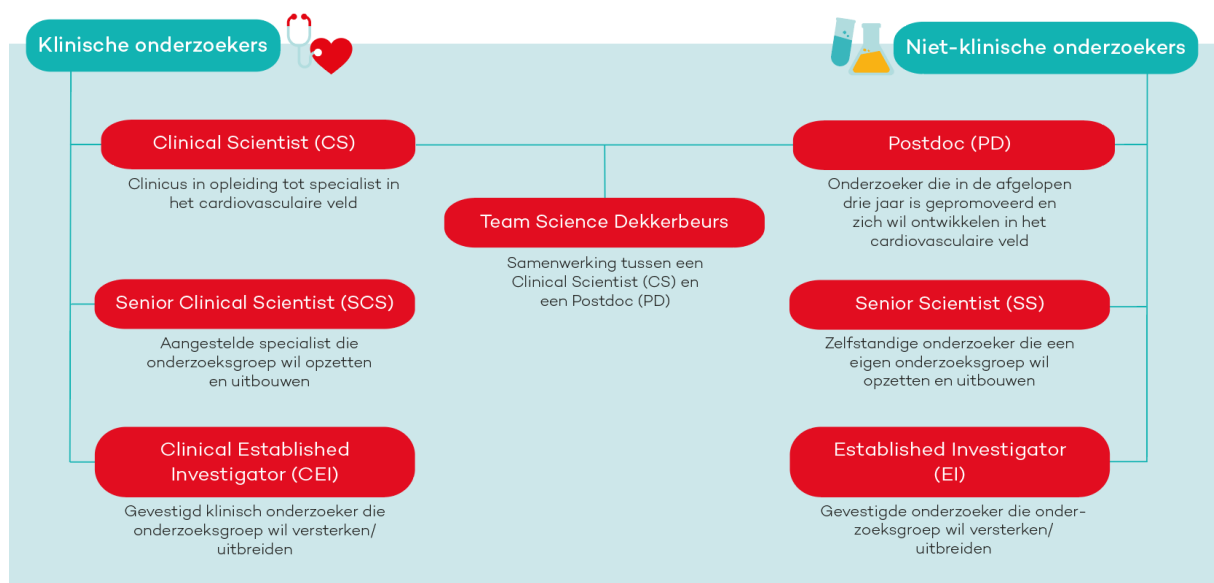 Klinische onderzoekers
Niet-klinische onderzoekers
Clinical Scientist (CS)
Clinicus in opleiding tot specialist in
het cardiovasculaire veld
Postdoc (PD)
Onderzoeker die in de afgelopen
drie jaar is gepromoveerd en
zich wil ontwikkelen in het
cardiovasculaire veld
Team Science Dekkerbeurs
Samenwerking tussen een
Clinical Scientist (CS) en
een Postdoc (PD)
Senior Clinical Scientist (SCS)
Aangestelde specialist die
onderzoeksgroep wil opzetten
en uitbouwen
Senior Scientist (SS)
Zelfstandige onderzoeker die een
eigen onderzoeksgroep wil
opzetten en uitbouwen
Clinical Established
Investigator (CEI)
Gevestigd klinisch onderzoeker die
onderzoeksgroep wil versterken/
uitbreiden
Established Investigator
(EI)
Gevestigde onderzoeker die onder-
zoeksgroep wil versterken/
uitbreiden